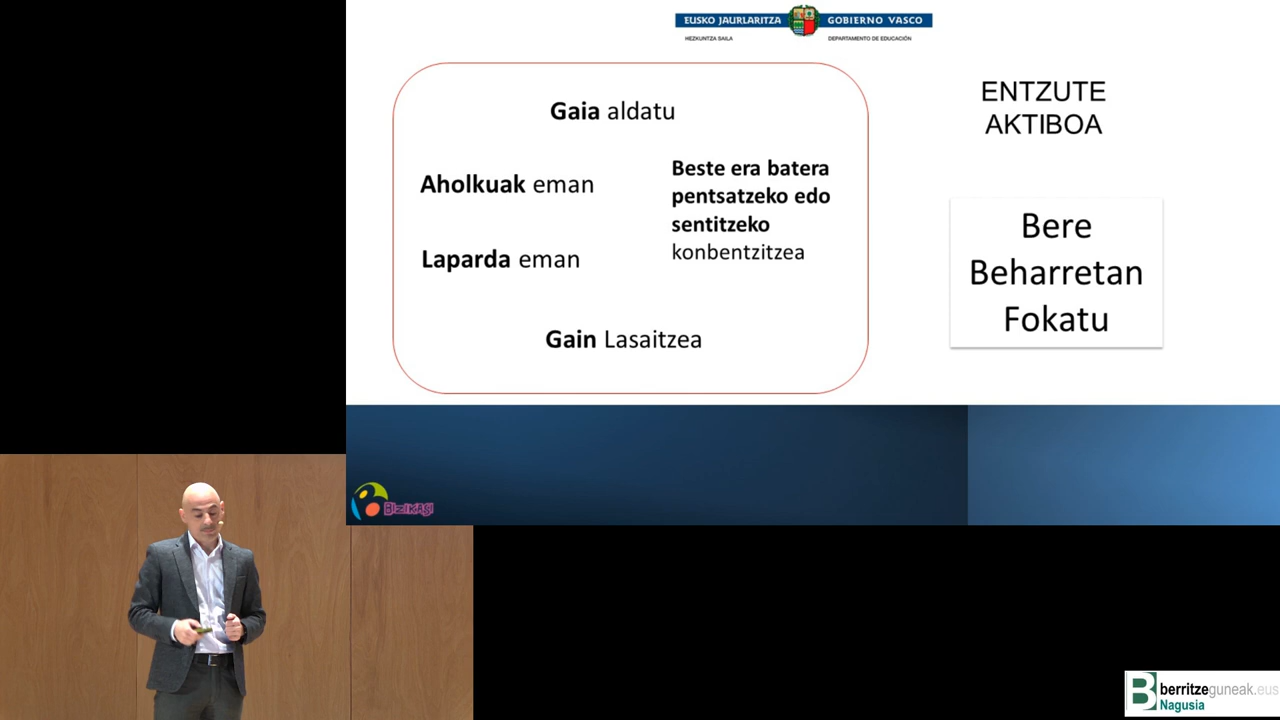 EUSKO JAURLARITZA
GOBIERNO VASCO
HEZKUNTZA SAILA
DEPARTAMENTO DE EDUCACIÓN
Gaia aldatu
Aholkuak eman
Laparda eman
Beste era batera
pentsatzeko edo
sentitzeko
konbentzitzea
Gain Lasaitzea
ENTZUTE
AKTIBOA
Bere
Beharretan
Fokatu
BIZIKASI
berritzeguneak.eus
Nagusia